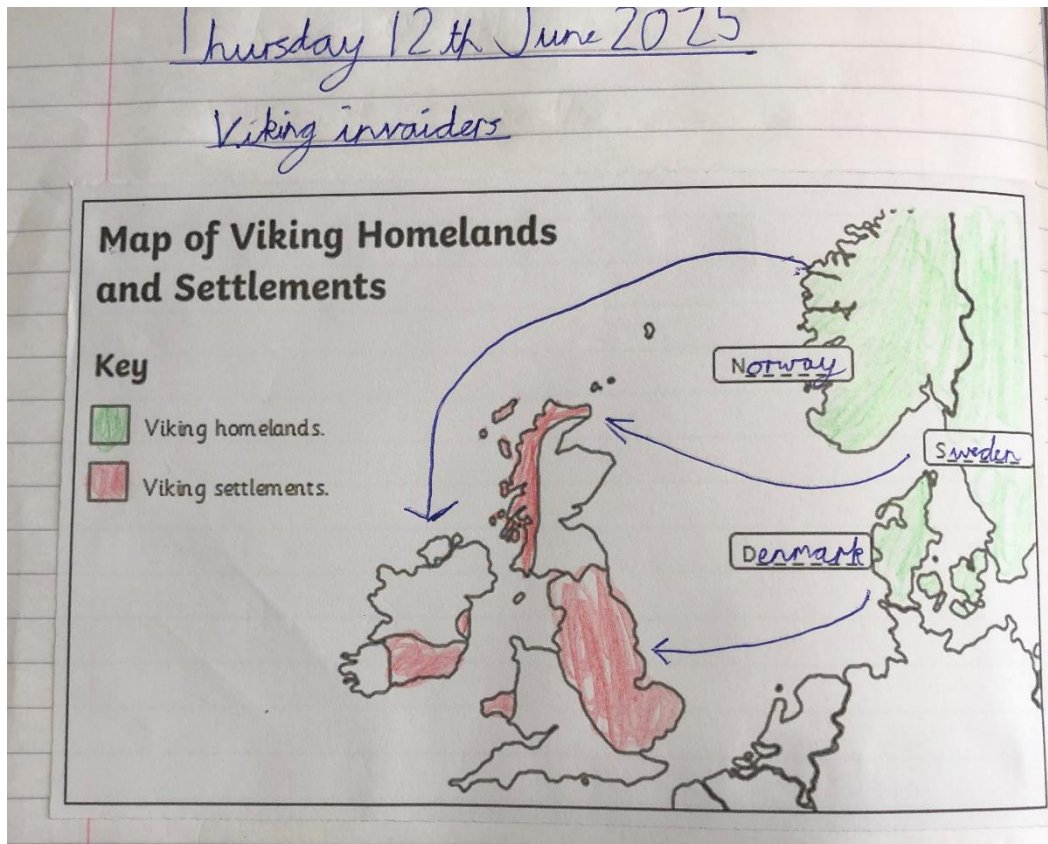 Thursday 12th June 2025
Viking invaiders
Map of Viking Homelands
and Settlements
Key
Viking homelands.
Viking settlements.
Norway
Sweden
Denmark